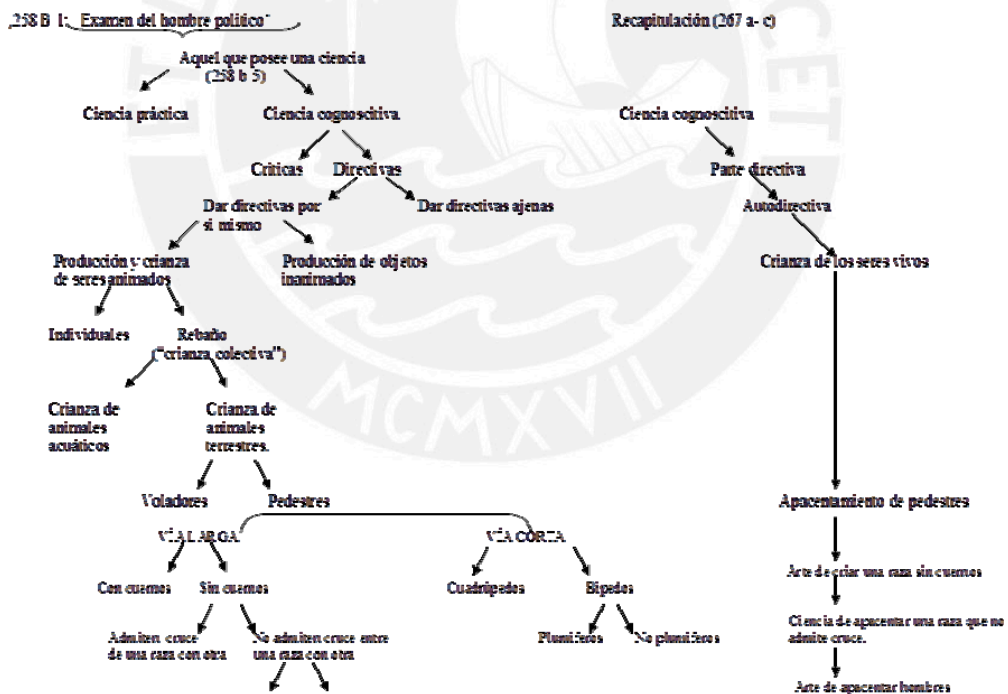 258 B 1: Examen del hombre político"
Recapitulación (267 a- c)
Aquel que posee una ciencia
(258 b 5)
Ciencia práctica
Ciencia cognoscitiva
Ciencia cognoscitiva
Críticas
Directivas
Parte directiva
Dar directivas por
si mismo
Dar directivas ajenas
Autodirectiva
Producción y crianza
de seres animados
Producción de objetos
inanimados
Crianza de los seres vivos
Individuales
Rebaño
("crianza colectiva")
Crianza de
animales
acuáticos
Crianza de
animales
terrestres.
Voladores
Pedestres
Apacentamiento de pedestres
VÍA LARGA
VÍA CORTA
Con cuernos
Sin cuernos
Cuadrúpedos
Bípedos
Arte de criar una raza sin cuernos
Admiten cruce
de una raza con otra
No admiten cruce entre
una raza con otra
Plumíferos
No plumíferos
Ciencia de apacentar una raza que no
admite cruce.
Arte de apacentar hombres
MCMXVII